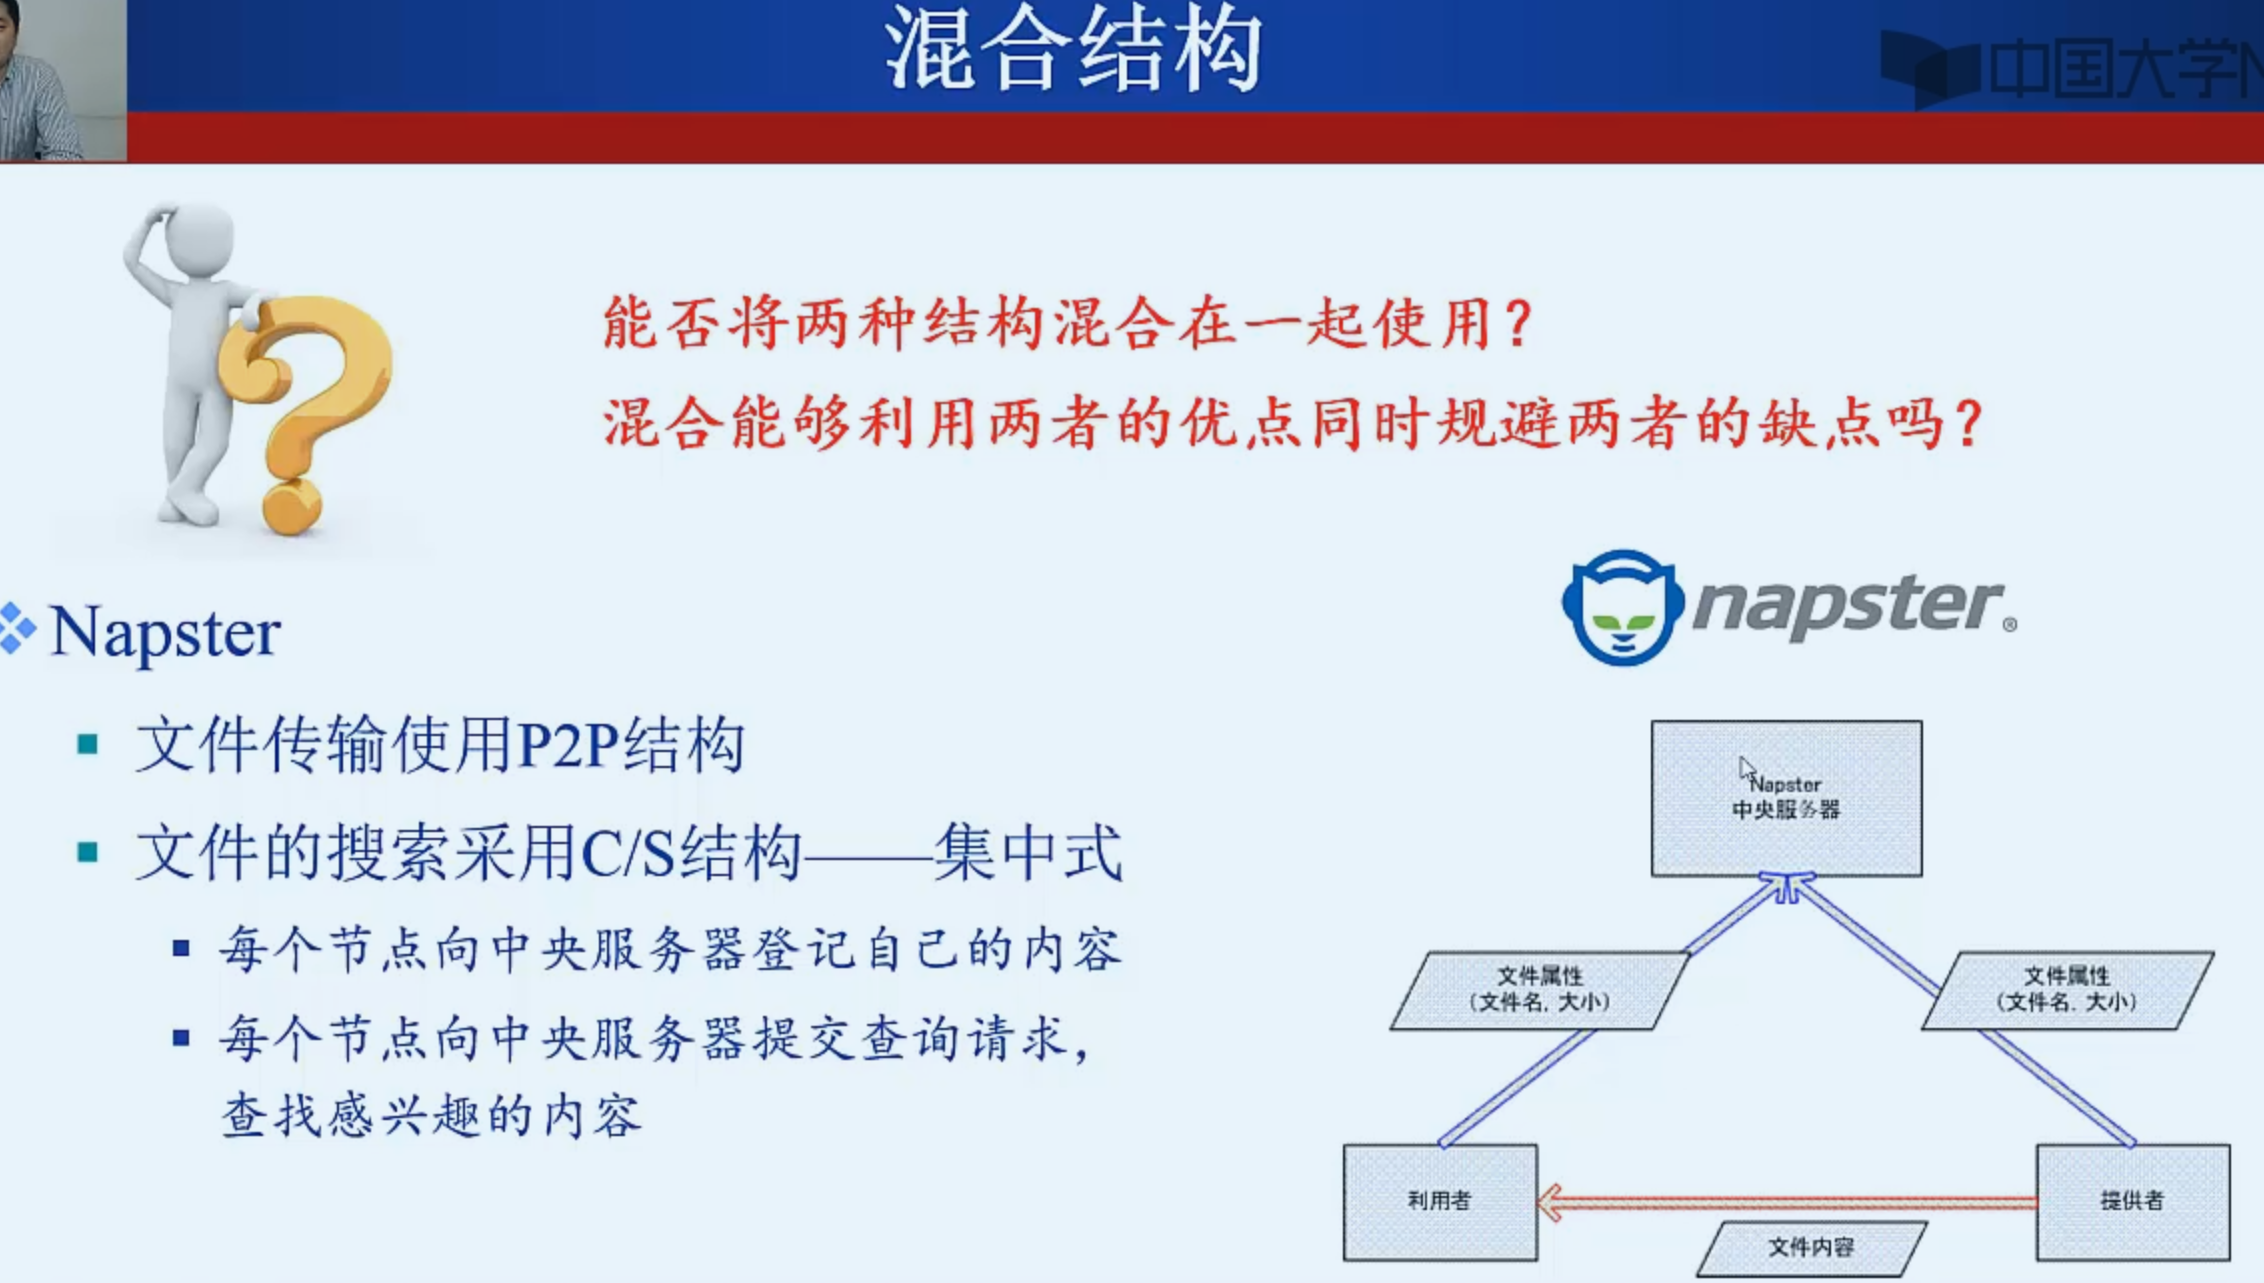 混合结构
中国大学
能否将两种结构混合在一起使用？
混合能够利用两者的优点同时规避两者的缺点吗？
napster®
Napster
文件传输使用P2P结构
文件的搜索采用C/S结构——集中式
每个节点向中央服务器登记自己的内容
每个节点向中央服务器提交查询请求，
查找感兴趣的内容
Napster
中央服务器
文件属性
（文件名, 大小）
文件属性
（文件名, 大小）
利用者
提供者
文件内容